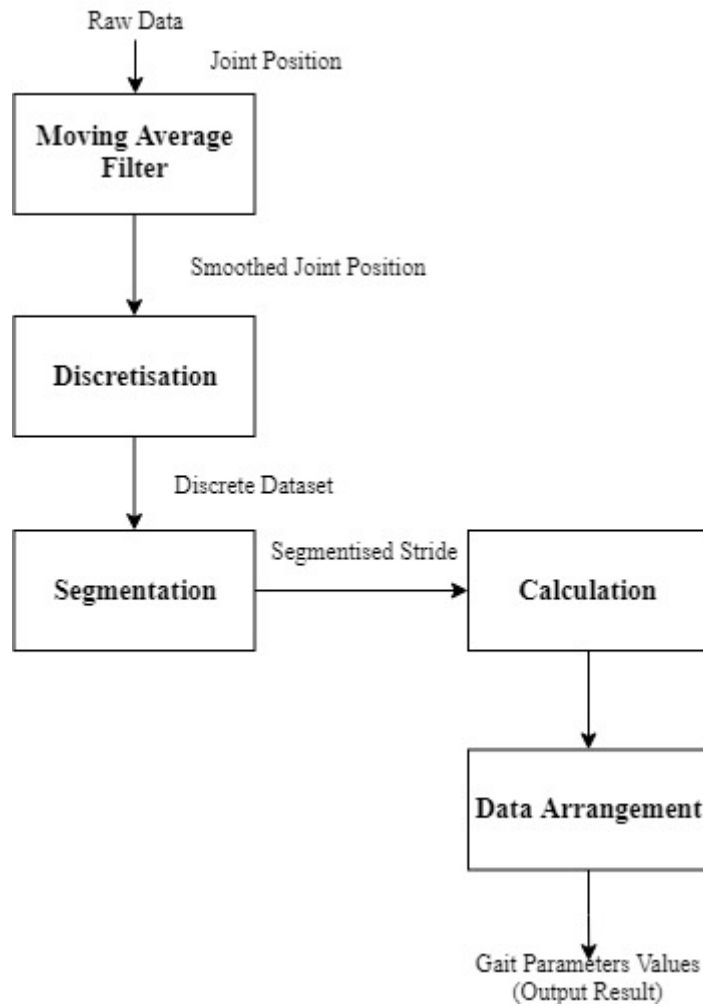 Raw Data
Joint Position
Moving Average
Filter
Smoothed Joint Position
Discretisation
Discrete Dataset
Segmentation
Segmentised Stride
Calculation
Data Arrangement
Gait Parameters Values
(Output Result)